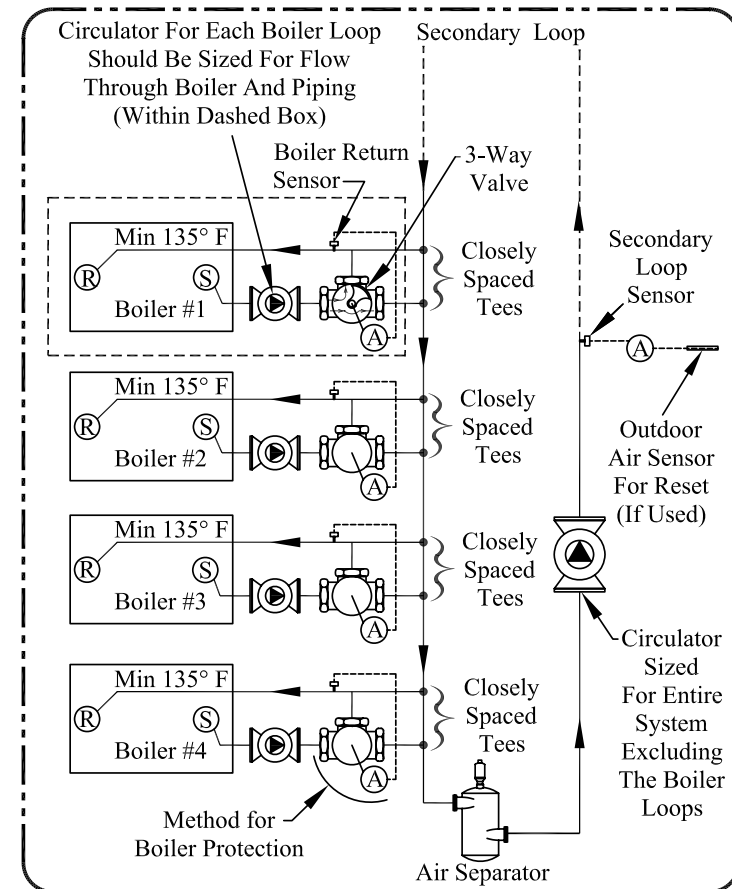 Circulator For Each Boiler Loop
Should Be Sized For Flow
Through Boiler And Piping
(Within Dashed Box)
Secondary Loop
Boiler Return
Sensor
3-Way
Valve
Min 135° F
R
S
Boiler #1
A
Closely
Spaced
Tees
Secondary
Loop
Sensor
A
Outdoor
Air Sensor
For Reset
(If Used)
Min 135° F
R
S
Boiler #2
A
Closely
Spaced
Tees
Min 135° F
R
S
Boiler #3
A
Closely
Spaced
Tees
Circulator
Sized
For Entire
System
Excluding
The Boiler
Loops
Min 135° F
R
S
Boiler #4
A
Closely
Spaced
Tees
Method for
Boiler Protection
Air Separator